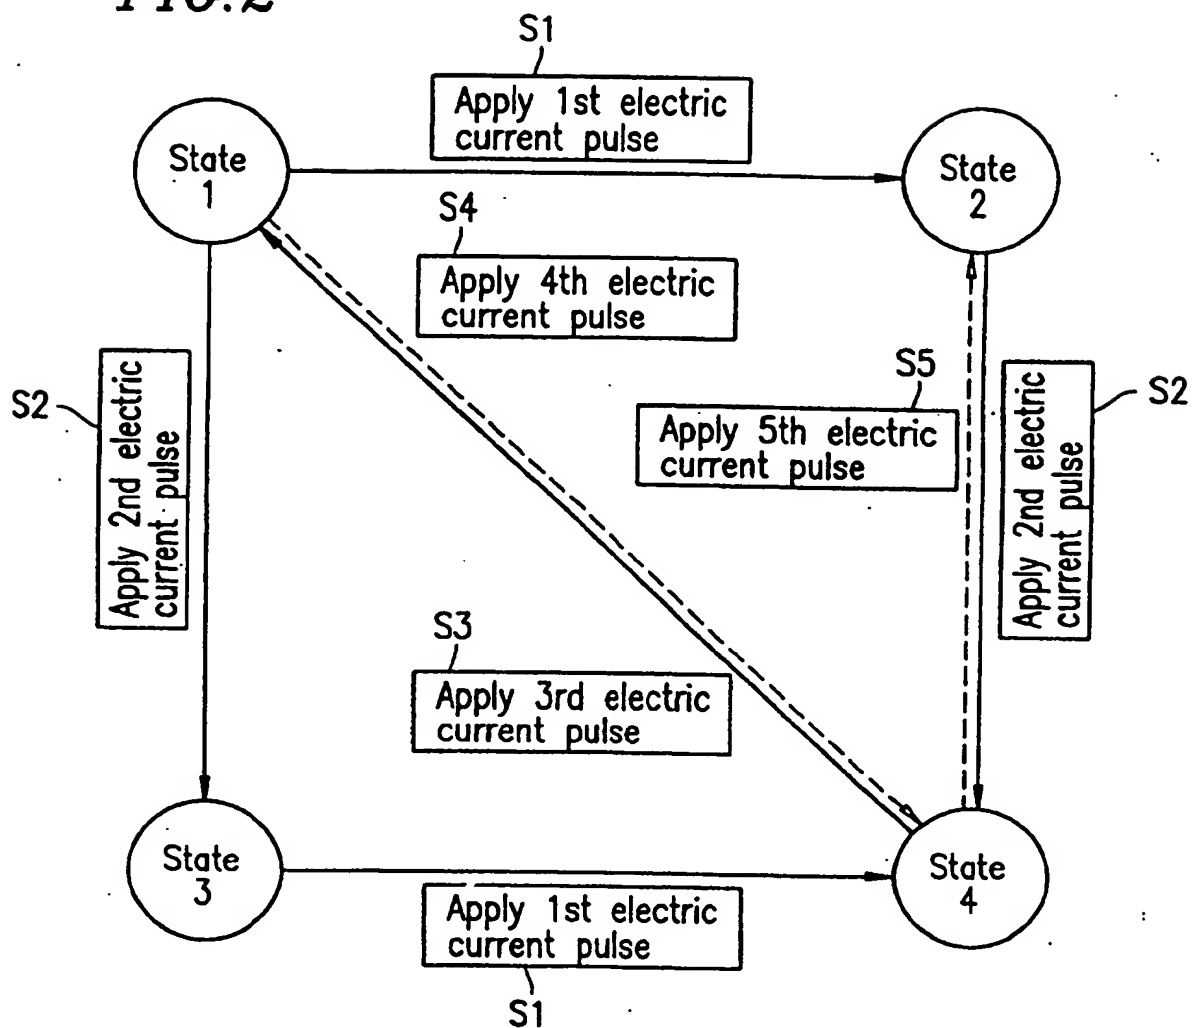 FIG.2
S1
Apply 1st electric
current pulse
State
1
State
2
S4
Apply 4th electric
current pulse
S2
Apply 2nd electric
current pulse
S5
Apply 5th electric
current pulse
S2
Apply 2nd electric
current pulse
S3
Apply 3rd electric
current pulse
State
3
State
4
Apply 1st electric
current pulse
S1